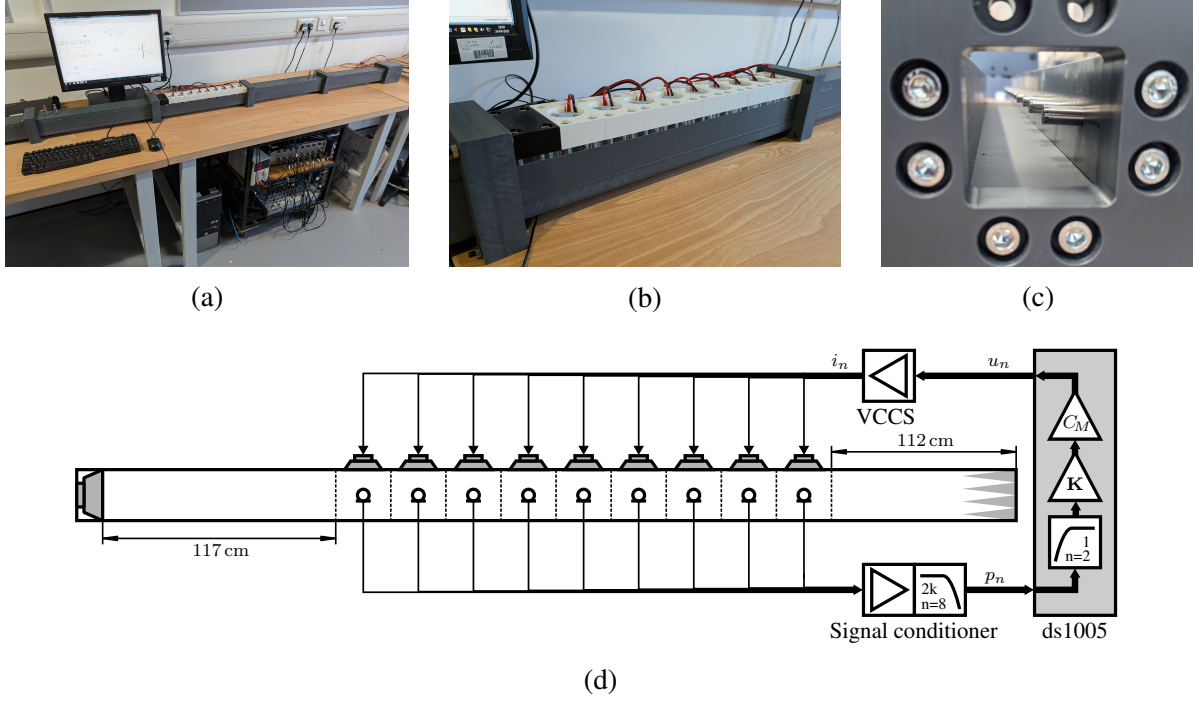 (a)
(b)
(c)
i_n
u_n
VCCS
C_M
112 cm
K
117 cm
1
n=2
2k
n=8
p_n
Signal conditioner
ds1005
(d)